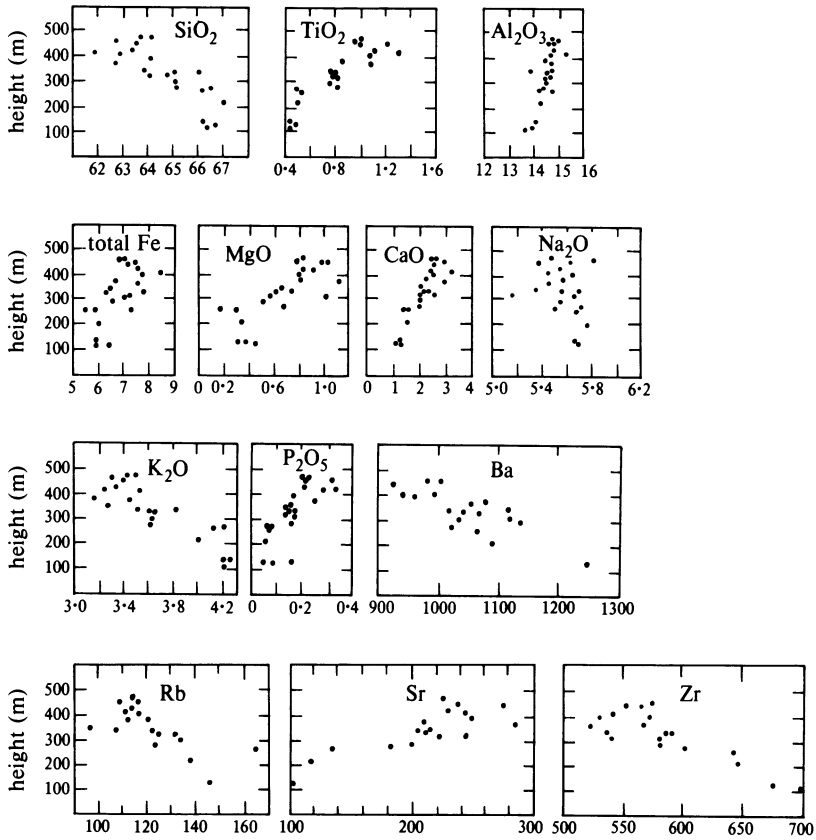 SiO₂ TiO₂ Al₂O₃
height (m)
500
400
300
200
100
62 63 64 65 66 67
0·4 0·8 1·2 1·6
12 13 14 15 16
total Fe MgO CaO Na₂O
height (m)
500
400
300
200
100
5 6 7 8 9
0 0·2 0·6 1·0
0 1 2 3 4
5·0 5·4 5·8 6·2
K₂O P₂O₅ Ba
height (m)
500
400
300
200
100
3·0 3·4 3·8 4·2
0 0·2 0·4
900 1000 1100 1200 1300
Rb Sr Zr
height (m)
500
400
300
200
100
100 120 140 160
100 200 300
500 550 600 650 700